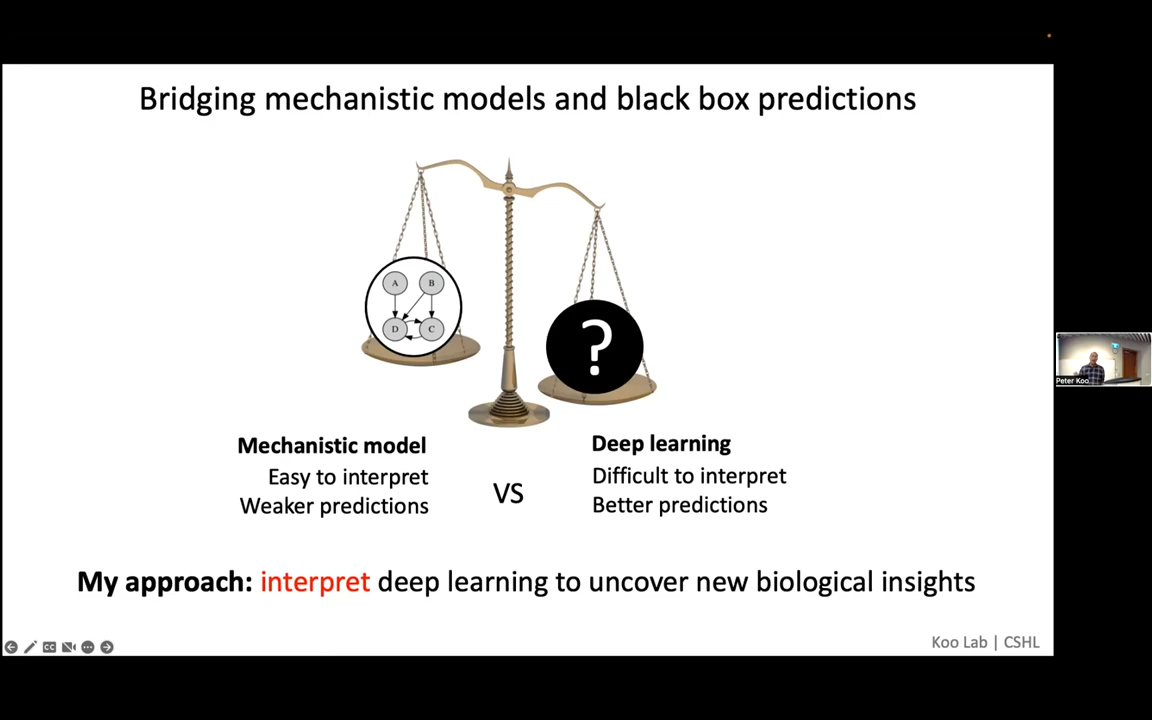 Bridging mechanistic models and black box predictions
A B
D C
?
Mechanistic model
Easy to interpret
Weaker predictions
VS
Deep learning
Difficult to interpret
Better predictions
My approach: interpret deep learning to uncover new biological insights
Koo Lab | CSHL
CC
Peter Koo